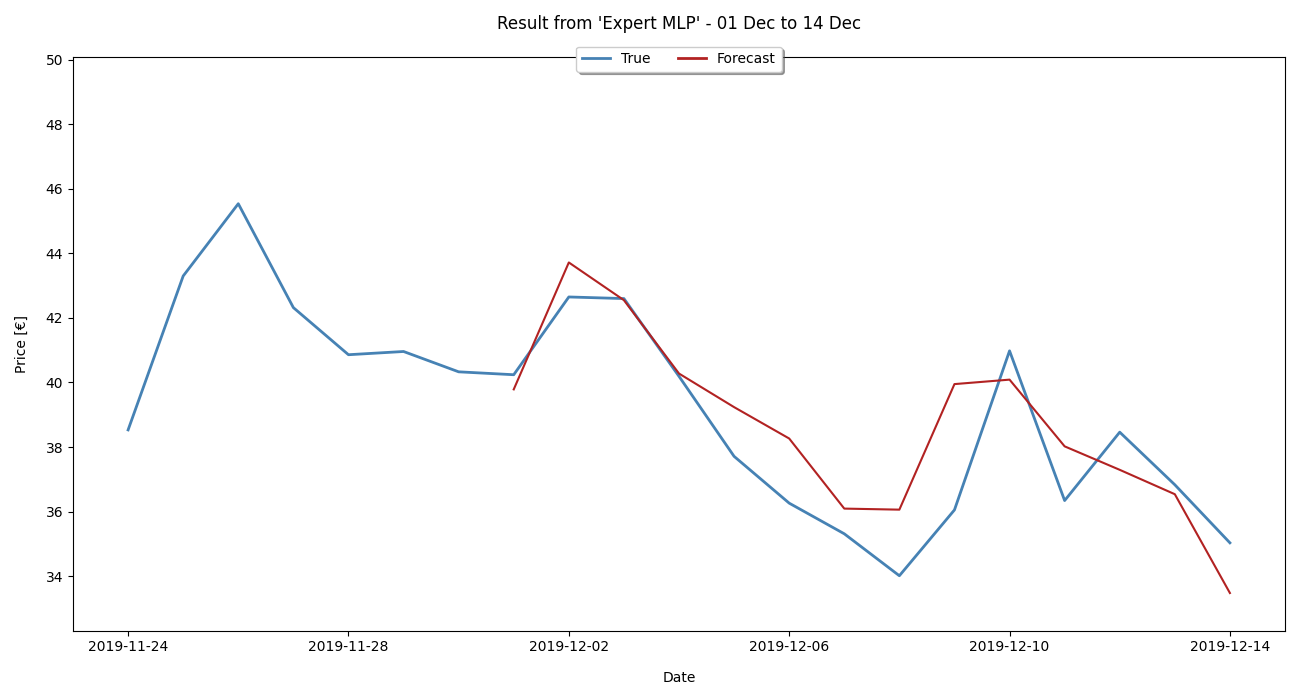 Result from 'Expert MLP' - 01 Dec to 14 Dec
True Forecast
50
48
46
44
42
40
38
36
34
Price [€]
2019-11-24 2019-11-28 2019-12-02 2019-12-06 2019-12-10 2019-12-14
Date